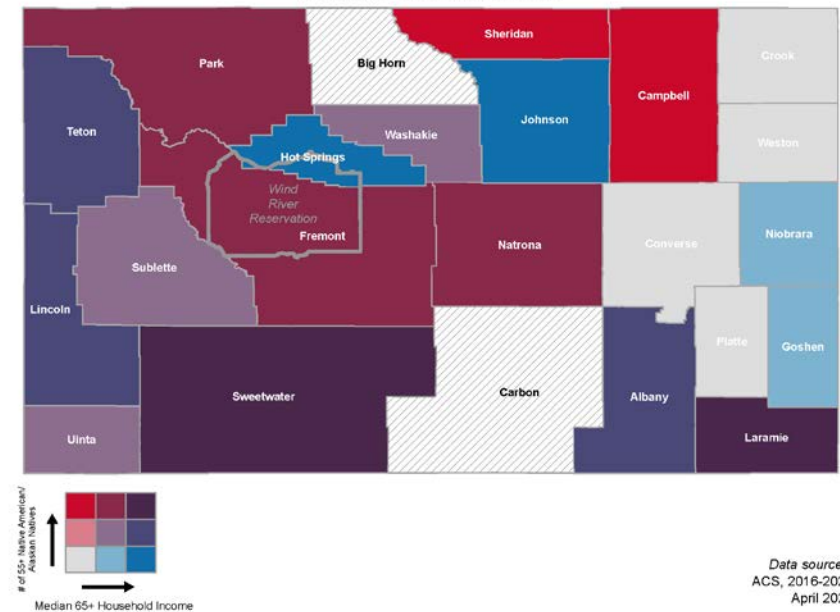 Sheridan
Park
Big Horn
Crook
Campbell
Johnson
Teton
Washakie
Weston
Hot Springs
Wind
River
Reservation
Fremont
Natrona
Converse
Niobrara
Sublette
Lincoln
Platte
Goshen
Sweetwater
Carbon
Albany
Uinta
Laramie
# of 55+ Native American/
Alaskan Natives
Median 65+ Household Income
Data source
ACS, 2016-202
April 202